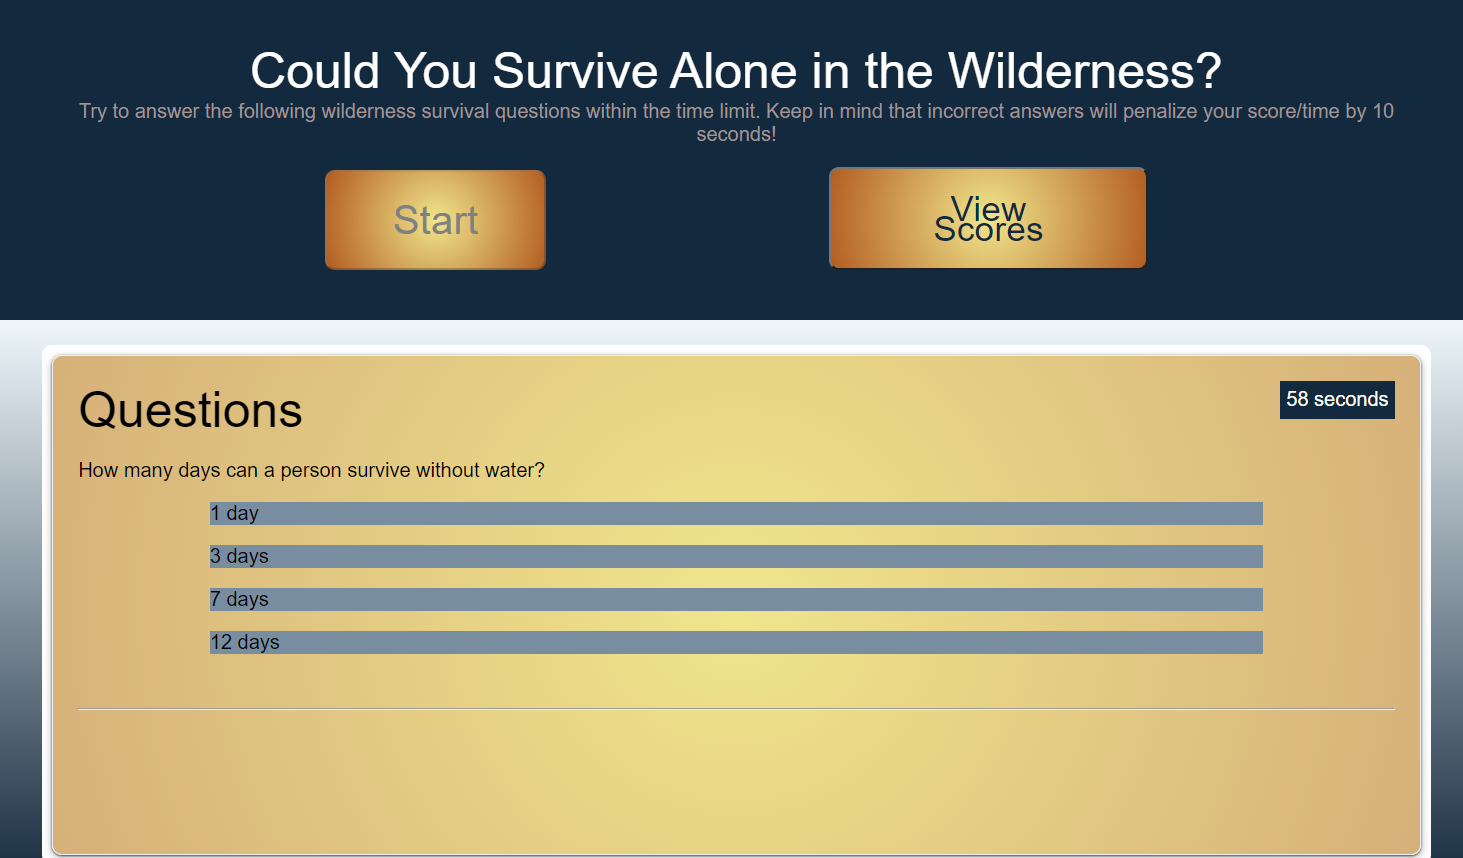 Could You Survive Alone in the Wilderness?
Try to answer the following wilderness survival questions within the time limit. Keep in mind that incorrect answers will penalize your score/time by 10
seconds!
Start
View
Scores
Questions
58 seconds
How many days can a person survive without water?
1 day
3 days
7 days
12 days